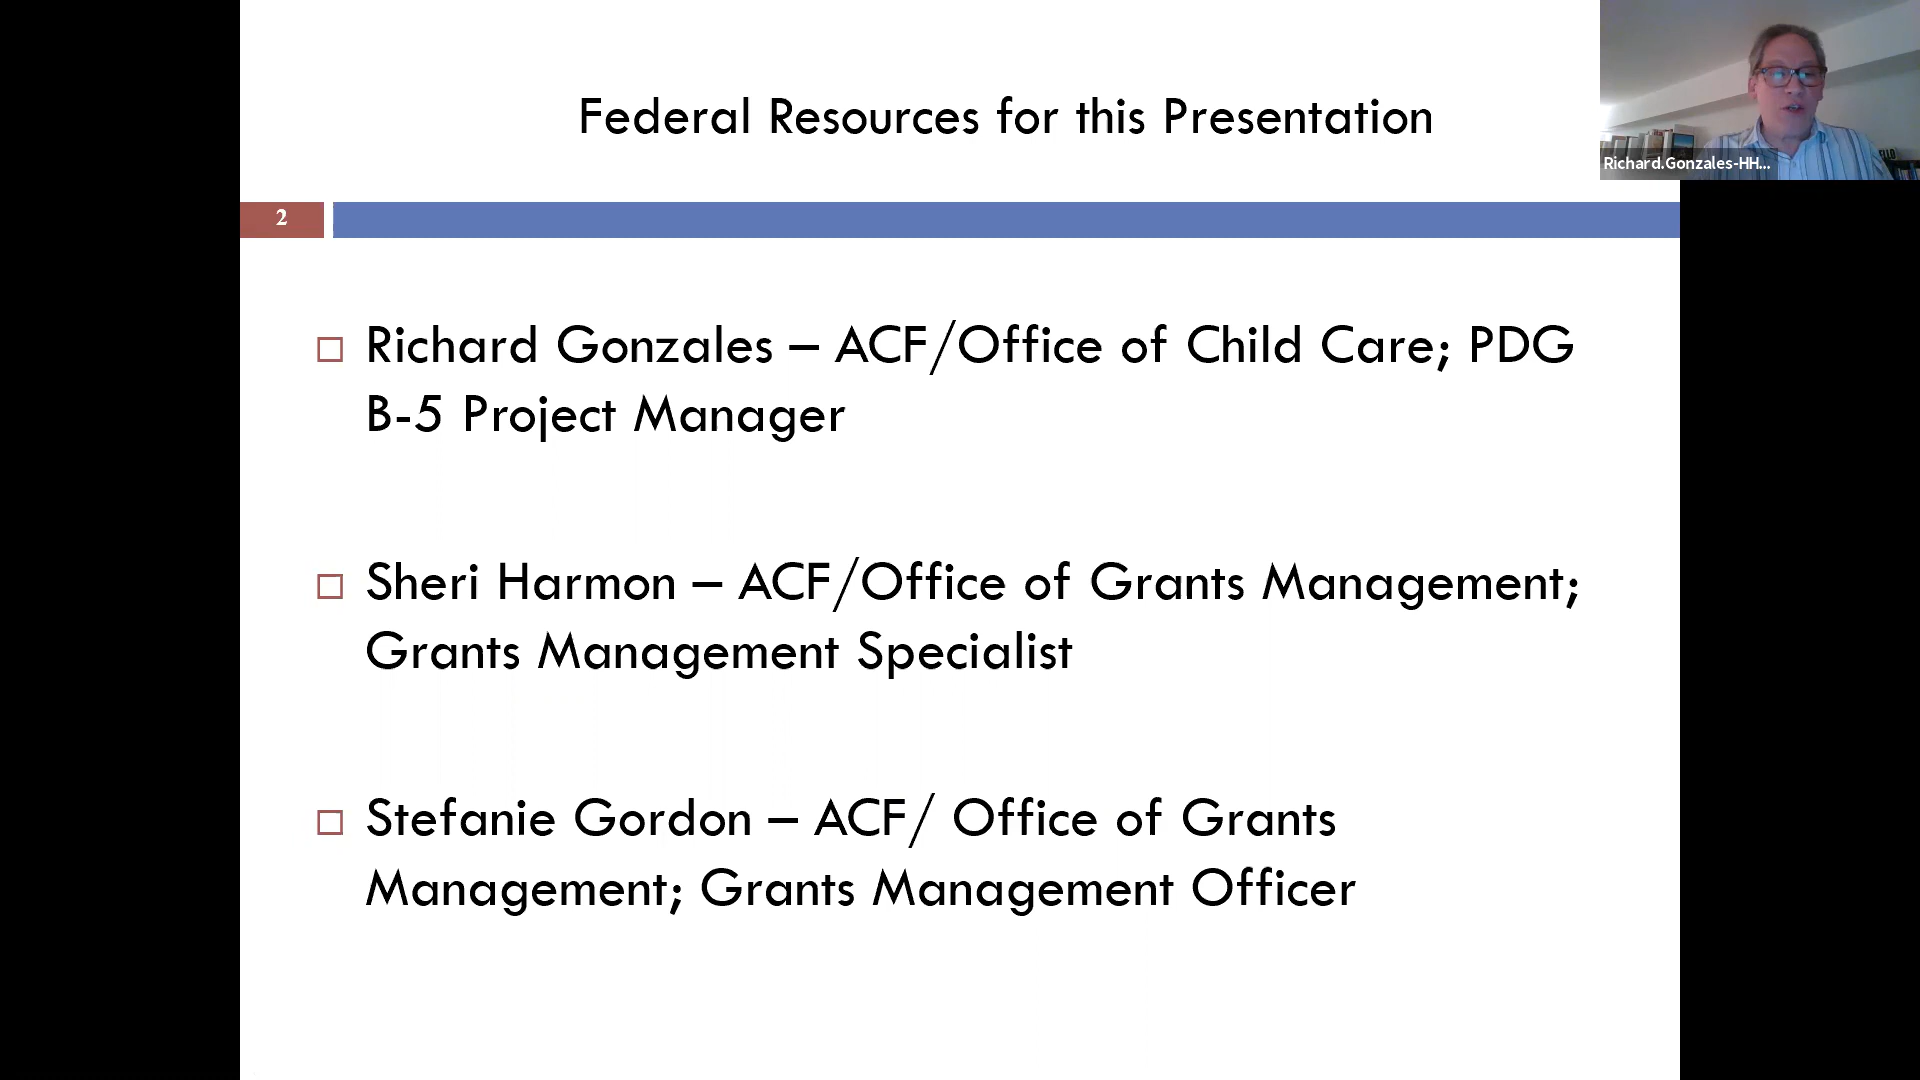 Federal Resources for this Presentation
Richard.Gonzales-HH...
2
Richard Gonzales – ACF/Office of Child Care; PDG
B-5 Project Manager
Sheri Harmon – ACF/Office of Grants Management;
Grants Management Specialist
Stefanie Gordon – ACF/ Office of Grants
Management; Grants Management Officer